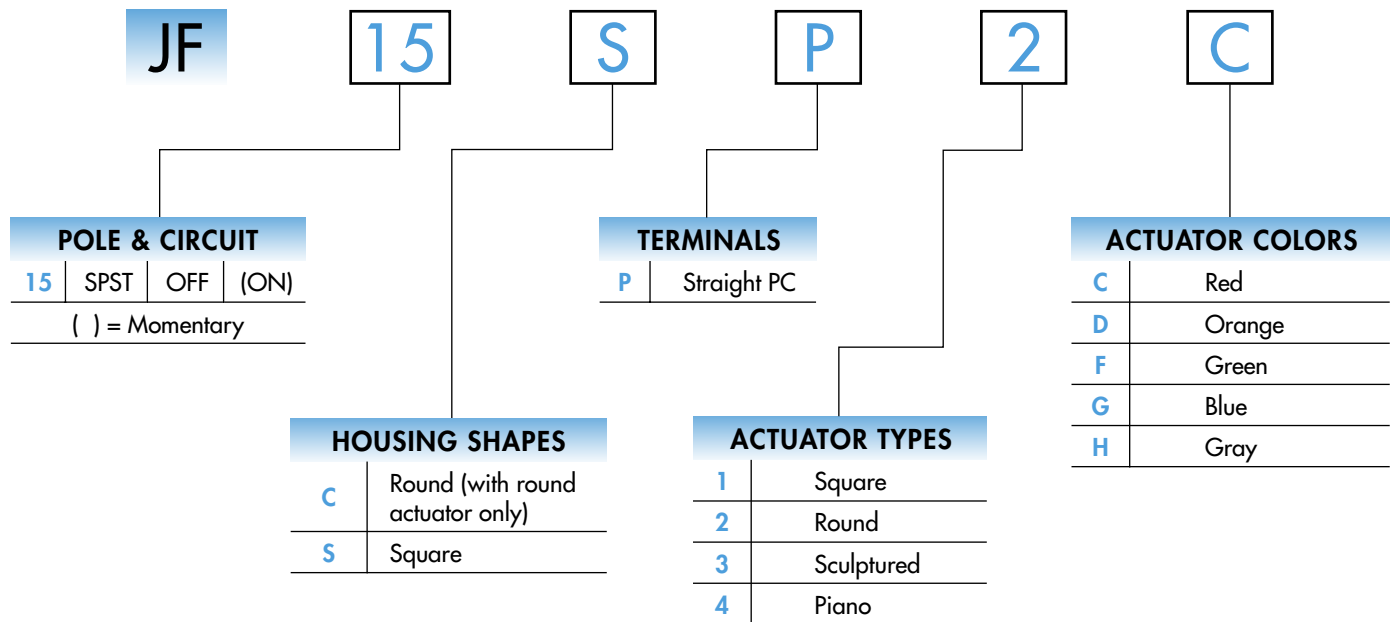 JF 15 S P 2 C
POLE & CIRCUIT
15 SPST OFF (ON)
( ) = Momentary
HOUSING SHAPES
C Round (with round
actuator only)
S Square
TERMINALS
P Straight PC
ACTUATOR TYPES
1 Square
2 Round
3 Sculptured
4 Piano
ACTUATOR COLORS
C Red
D Orange
F Green
G Blue
H Gray